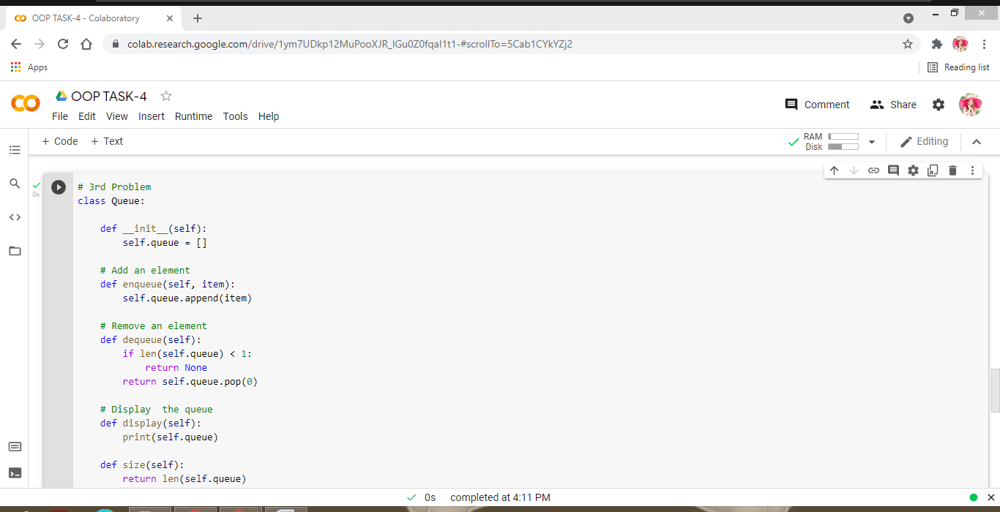 OOP TASK-4 - Colaboratory
colab.research.google.com/drive/1ym7UDkp12MuPooXJR_IGu0Z0fqal1t1-#scrollTo=5Cab1CYkYZj2
Apps
Reading list
OOP TASK-4
File Edit View Insert Runtime Tools Help
Comment
Share
+ Code + Text
RAM
Disk
Editing
0s
# 3rd Problem
class Queue:
    def __init__(self):
        self.queue = []
    # Add an element
    def enqueue(self, item):
        self.queue.append(item)
    # Remove an element
    def dequeue(self):
        if len(self.queue) < 1:
            return None
        return self.queue.pop(0)
    # Display  the queue
    def display(self):
        print(self.queue)
    def size(self):
        return len(self.queue)
0s completed at 4:11 PM